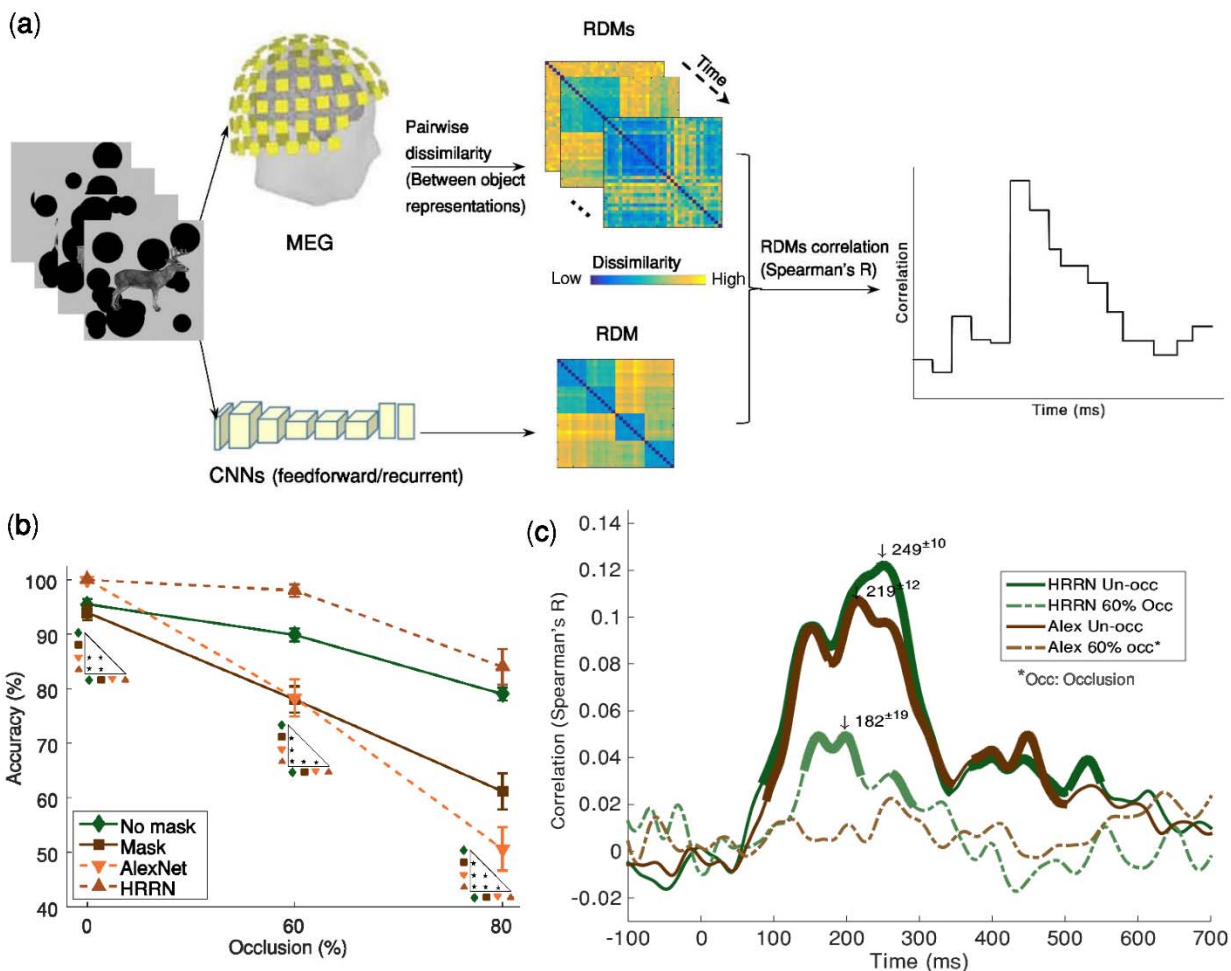 (a)
RDMs
Time
Pairwise
dissimilarity
(Between object
representations)
MEG
Dissimilarity
Low High
RDMs correlation
(Spearman's R)
Correlation
Time (ms)
RDM
CNNs (feedforward/recurrent)
(b)
100
90
80
70
60
50
40
Accuracy (%)
0 60 80
Occlusion (%)
No mask
Mask
AlexNet
HRRN
(c)
0.14
0.12
0.1
0.08
0.06
0.04
0.02
0
-0.02
Correlation (Spearman's R)
↓ 249±10
↓ 219±12
↓ 182±19
HRRN Un-occ
HRRN 60% Occ
Alex Un-occ
Alex 60% occ*
*Occ: Occlusion
-100 0 100 200 300 400 500 600 700
Time (ms)